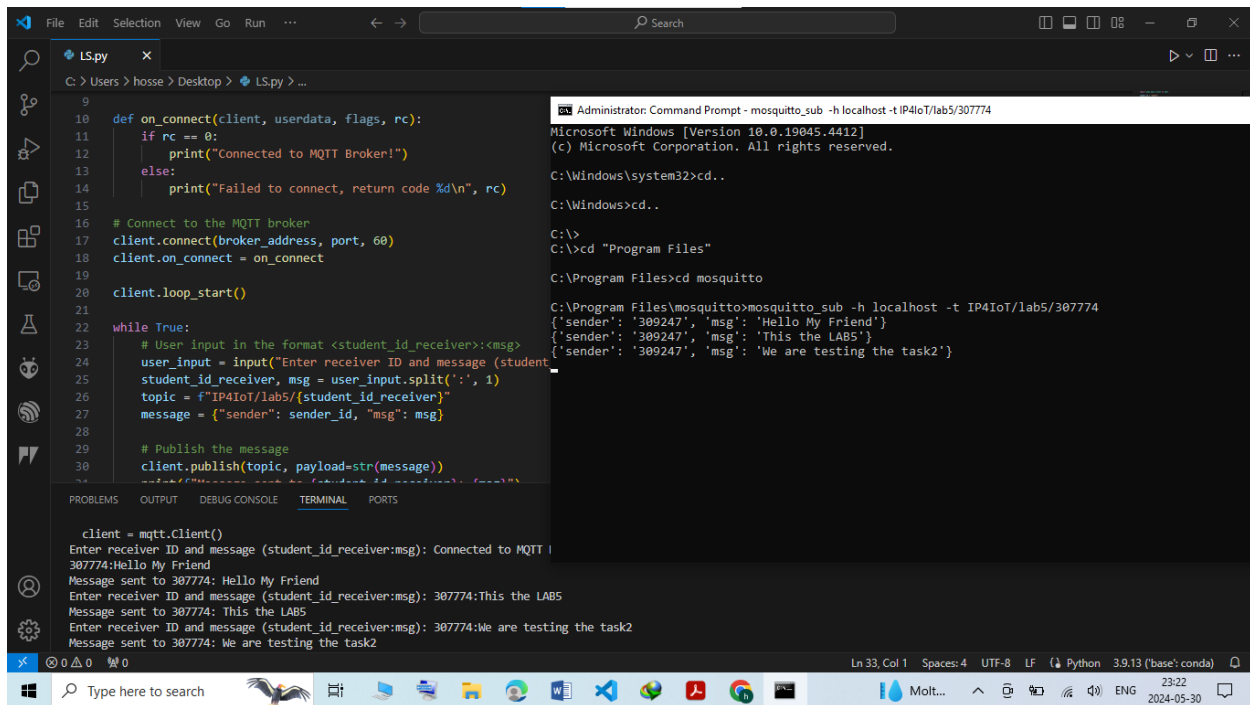 File Edit Selection View Go Run ··· Search
LS.py
C: > Users > hosse > Desktop > LS.py > ...
9
10 def on_connect(client, userdata, flags, rc):
11 if rc == 0:
12 print("Connected to MQTT Broker!")
13 else:
14 print("Failed to connect, return code %d\n", rc)
15
16 # Connect to the MQTT broker
17 client.connect(broker_address, port, 60)
18 client.on_connect = on_connect
19
20 client.loop_start()
21
22 while True:
23 # User input in the format <student_id_receiver>:<msg>
24 user_input = input("Enter receiver ID and message (student
25 student_id_receiver, msg = user_input.split(':', 1)
26 topic = f"IP4IoT/lab5/{student_id_receiver}"
27 message = {"sender": sender_id, "msg": msg}
28
29 # Publish the message
30 client.publish(topic, payload=str(message))
Administrator: Command Prompt - mosquitto_sub -h localhost -t IP4IoT/lab5/307774
Microsoft Windows [Version 10.0.19045.4412]
(c) Microsoft Corporation. All rights reserved.
C:\Windows\system32>cd..
C:\Windows>cd..
C:\>
C:\>cd "Program Files"
C:\Program Files>cd mosquitto
C:\Program Files\mosquitto>mosquitto_sub -h localhost -t IP4IoT/lab5/307774
{'sender': '309247', 'msg': 'Hello My Friend'}
{'sender': '309247', 'msg': 'This the LAB5'}
{'sender': '309247', 'msg': 'We are testing the task2'}
PROBLEMS OUTPUT DEBUG CONSOLE TERMINAL PORTS
client = mqtt.Client()
Enter receiver ID and message (student_id_receiver:msg): Connected to MQTT
307774:Hello My Friend
Message sent to 307774: Hello My Friend
Enter receiver ID and message (student_id_receiver:msg): 307774:This the LAB5
Message sent to 307774: This the LAB5
Enter receiver ID and message (student_id_receiver:msg): 307774:We are testing the task2
Message sent to 307774: We are testing the task2
0 0 0 Ln 33, Col 1 Spaces: 4 UTF-8 LF Python 3.9.13 ('base': conda)
Type here to search Molt... ENG 23:22
2024-05-30